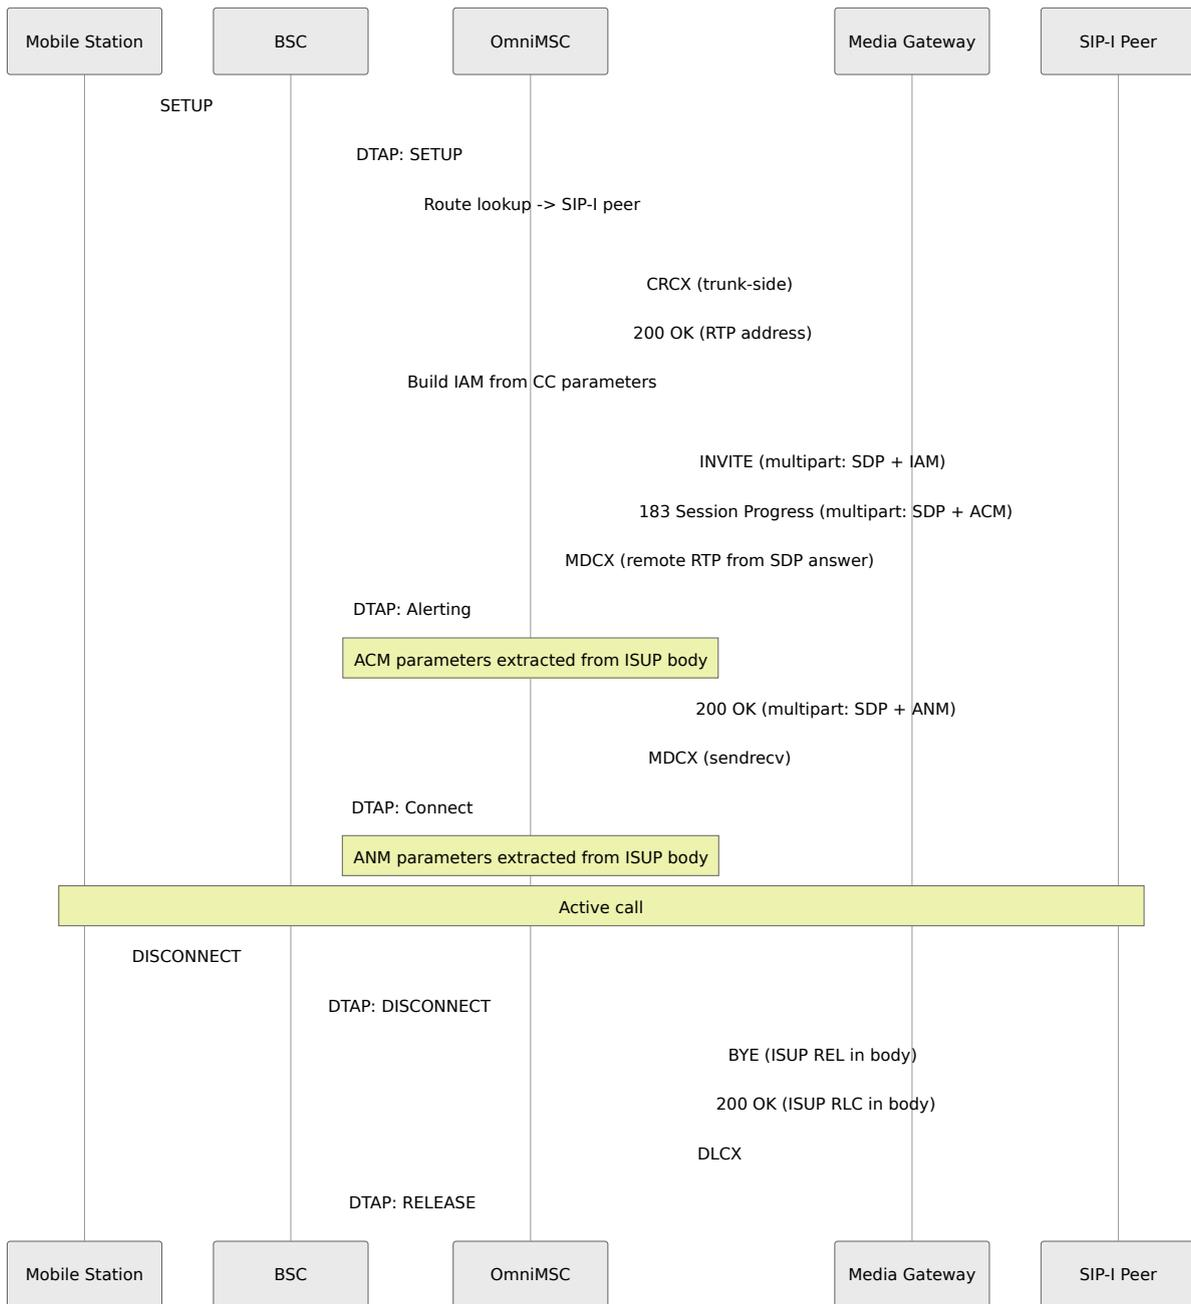 Mobile Station
BSC
OmniMSC
Media Gateway
SIP-I Peer
SETUP
DTAP: SETUP
Route lookup -> SIP-I peer
CRCX (trunk-side)
200 OK (RTP address)
Build IAM from CC parameters
INVITE (multipart: SDP + IAM)
183 Session Progress (multipart: SDP + ACM)
MDCX (remote RTP from SDP answer)
DTAP: Alerting
ACM parameters extracted from ISUP body
200 OK (multipart: SDP + ANM)
MDCX (sendrecv)
DTAP: Connect
ANM parameters extracted from ISUP body
Active call
DISCONNECT
DTAP: DISCONNECT
BYE (ISUP REL in body)
200 OK (ISUP RLC in body)
DLCX
DTAP: RELEASE
Mobile Station
BSC
OmniMSC
Media Gateway
SIP-I Peer